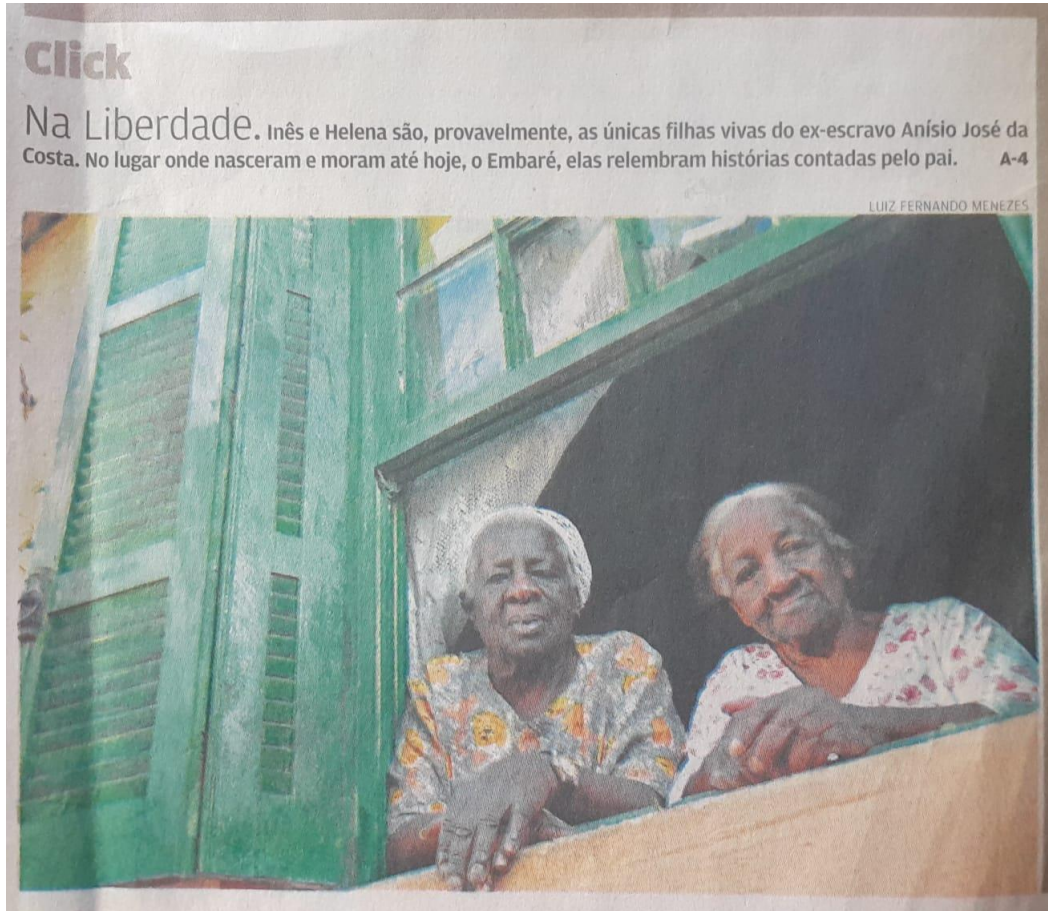 Click
Na Liberdade. Inês e Helena são, provavelmente, as únicas filhas vivas do ex-escravo Anísio José da
Costa. No lugar onde nasceram e moram até hoje, o Embaré, elas relembram histórias contadas pelo pai. A-4
LUIZ FERNANDO MENEZES